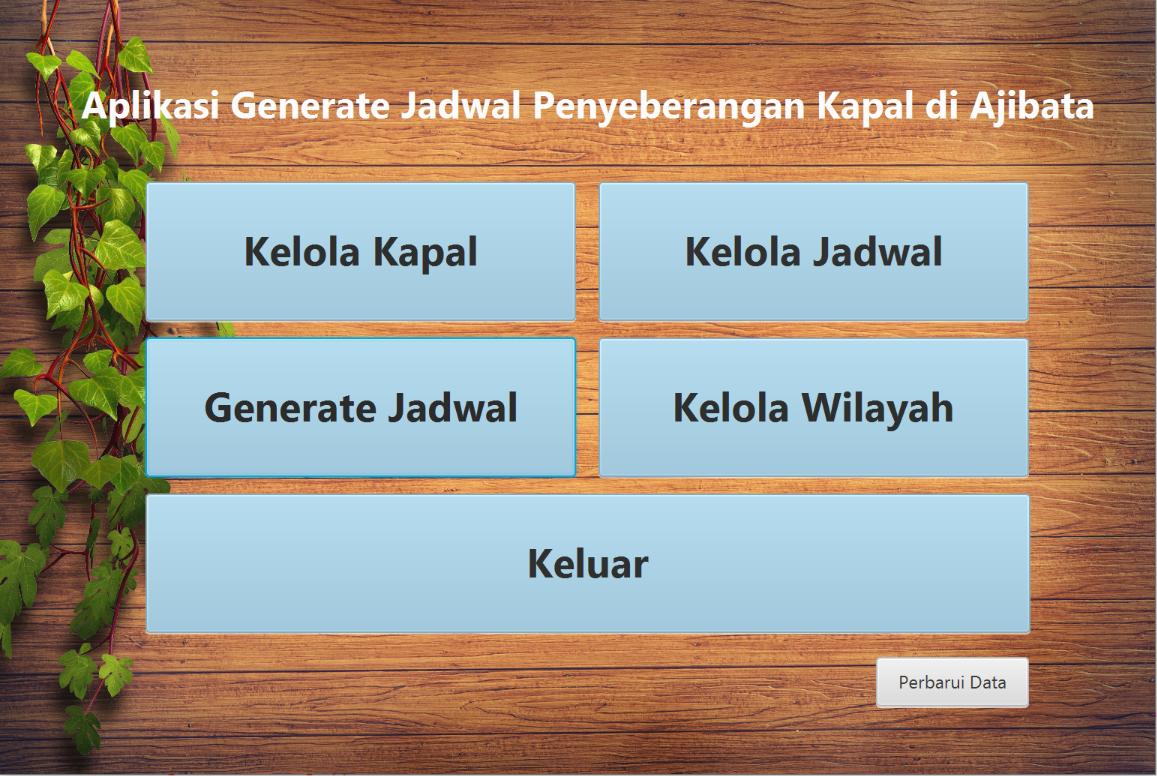 Aplikasi Generate Jadwal Penyeberangan Kapal di Ajibata
Kelola Kapal
Kelola Jadwal
Generate Jadwal
Kelola Wilayah
Keluar
Perbarui Data